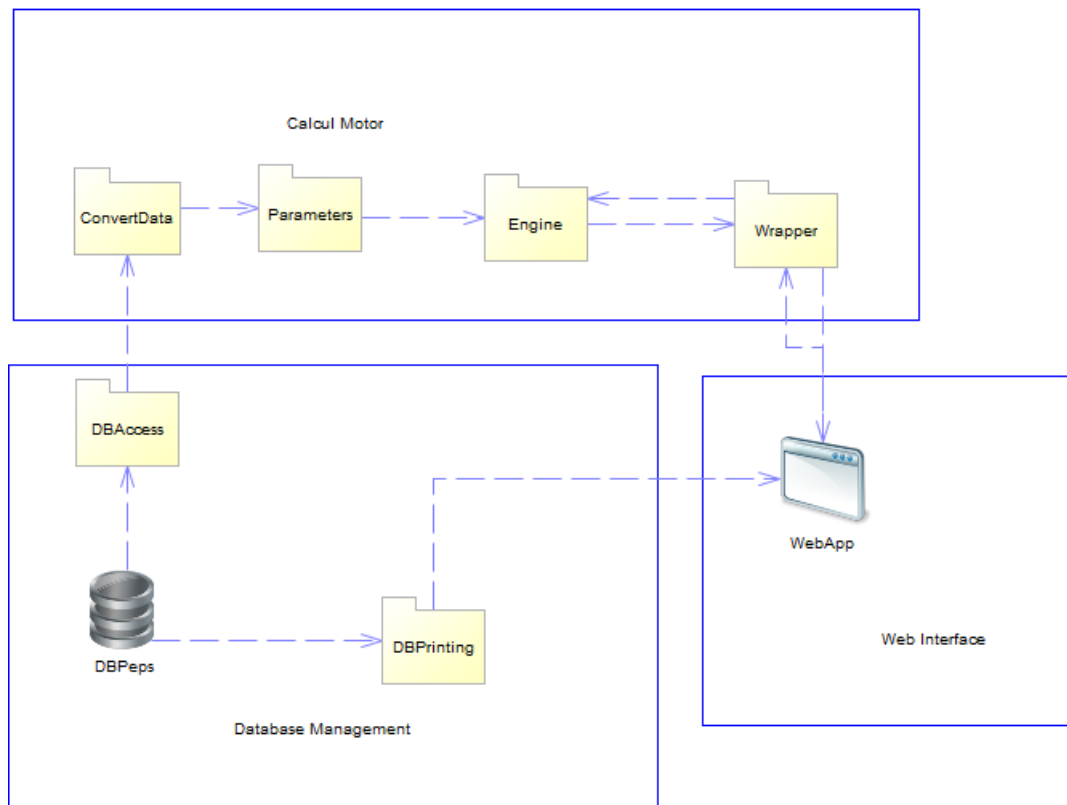 Calcul Motor
ConvertData
Parameters
Engine
Wrapper
DBAccess
WebApp
DBPeps
DBPrinting
Web Interface
Database Management